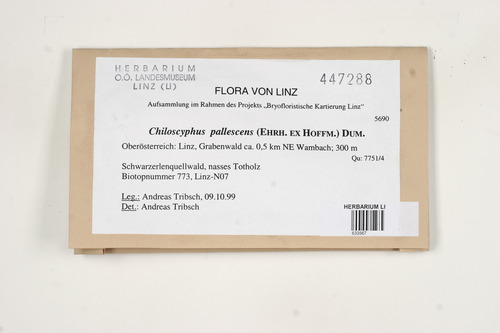 HERBARIUM
O.Ö. LANDESMUSEUM
LINZ (LI)
447288
FLORA VON LINZ
Aufsammlung im Rahmen des Projekts „Bryofloristische Kartierung Linz“
5690
Chiloscyphus pallescens (EHRH. EX HOFFM.) DUM.
Oberösterreich: Linz, Grabenwald ca. 0,5 km NE Wambach; 300 m
Qu: 7751/4
Schwarzerlenquellwald, nasses Totholz
Biotopnummer 773, Linz-N07
Leg.: Andreas Tribsch, 09.10.99
Det.: Andreas Tribsch
HERBARIUM LI